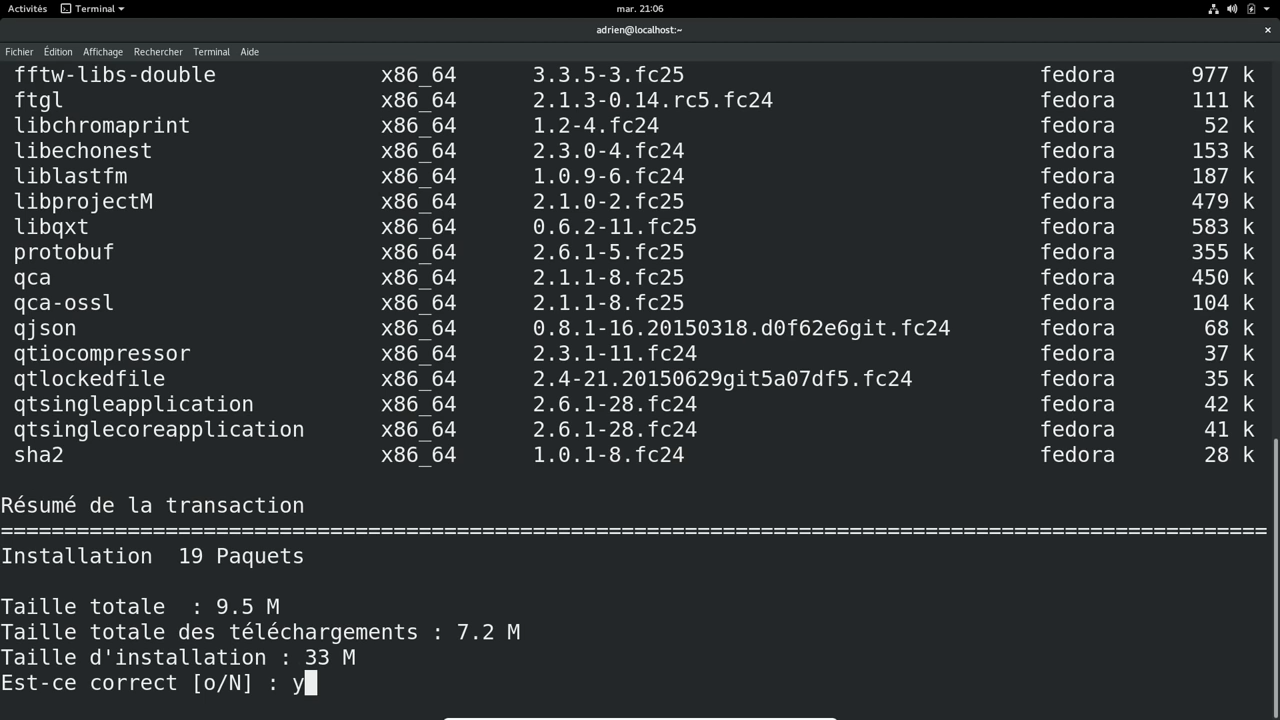 Activités Terminal mar. 21:06
adrien@localhost:~ ×
Fichier Édition Affichage Rechercher Terminal Aide
fftw-libs-double x86_64 3.3.5-3.fc25 fedora 977 k
ftgl x86_64 2.1.3-0.14.rc5.fc24 fedora 111 k
libchromaprint x86_64 1.2-4.fc24 fedora 52 k
libechonest x86_64 2.3.0-4.fc24 fedora 153 k
liblastfm x86_64 1.0.9-6.fc24 fedora 187 k
libprojectM x86_64 2.1.0-2.fc25 fedora 479 k
libqxt x86_64 0.6.2-11.fc25 fedora 583 k
protobuf x86_64 2.6.1-5.fc25 fedora 355 k
qca x86_64 2.1.1-8.fc25 fedora 450 k
qca-ossl x86_64 2.1.1-8.fc25 fedora 104 k
qjson x86_64 0.8.1-16.20150318.d0f62e6git.fc24 fedora 68 k
qtiocompressor x86_64 2.3.1-11.fc24 fedora 37 k
qtlockedfile x86_64 2.4-21.20150629git5a07df5.fc24 fedora 35 k
qtsingleapplication x86_64 2.6.1-28.fc24 fedora 42 k
qtsinglecoreapplication x86_64 2.6.1-28.fc24 fedora 41 k
sha2 x86_64 1.0.1-8.fc24 fedora 28 k
Résumé de la transaction
====================================================================================================
Installation 19 Paquets
Taille totale : 9.5 M
Taille totale des téléchargements : 7.2 M
Taille d'installation : 33 M
Est-ce correct [o/N] : y